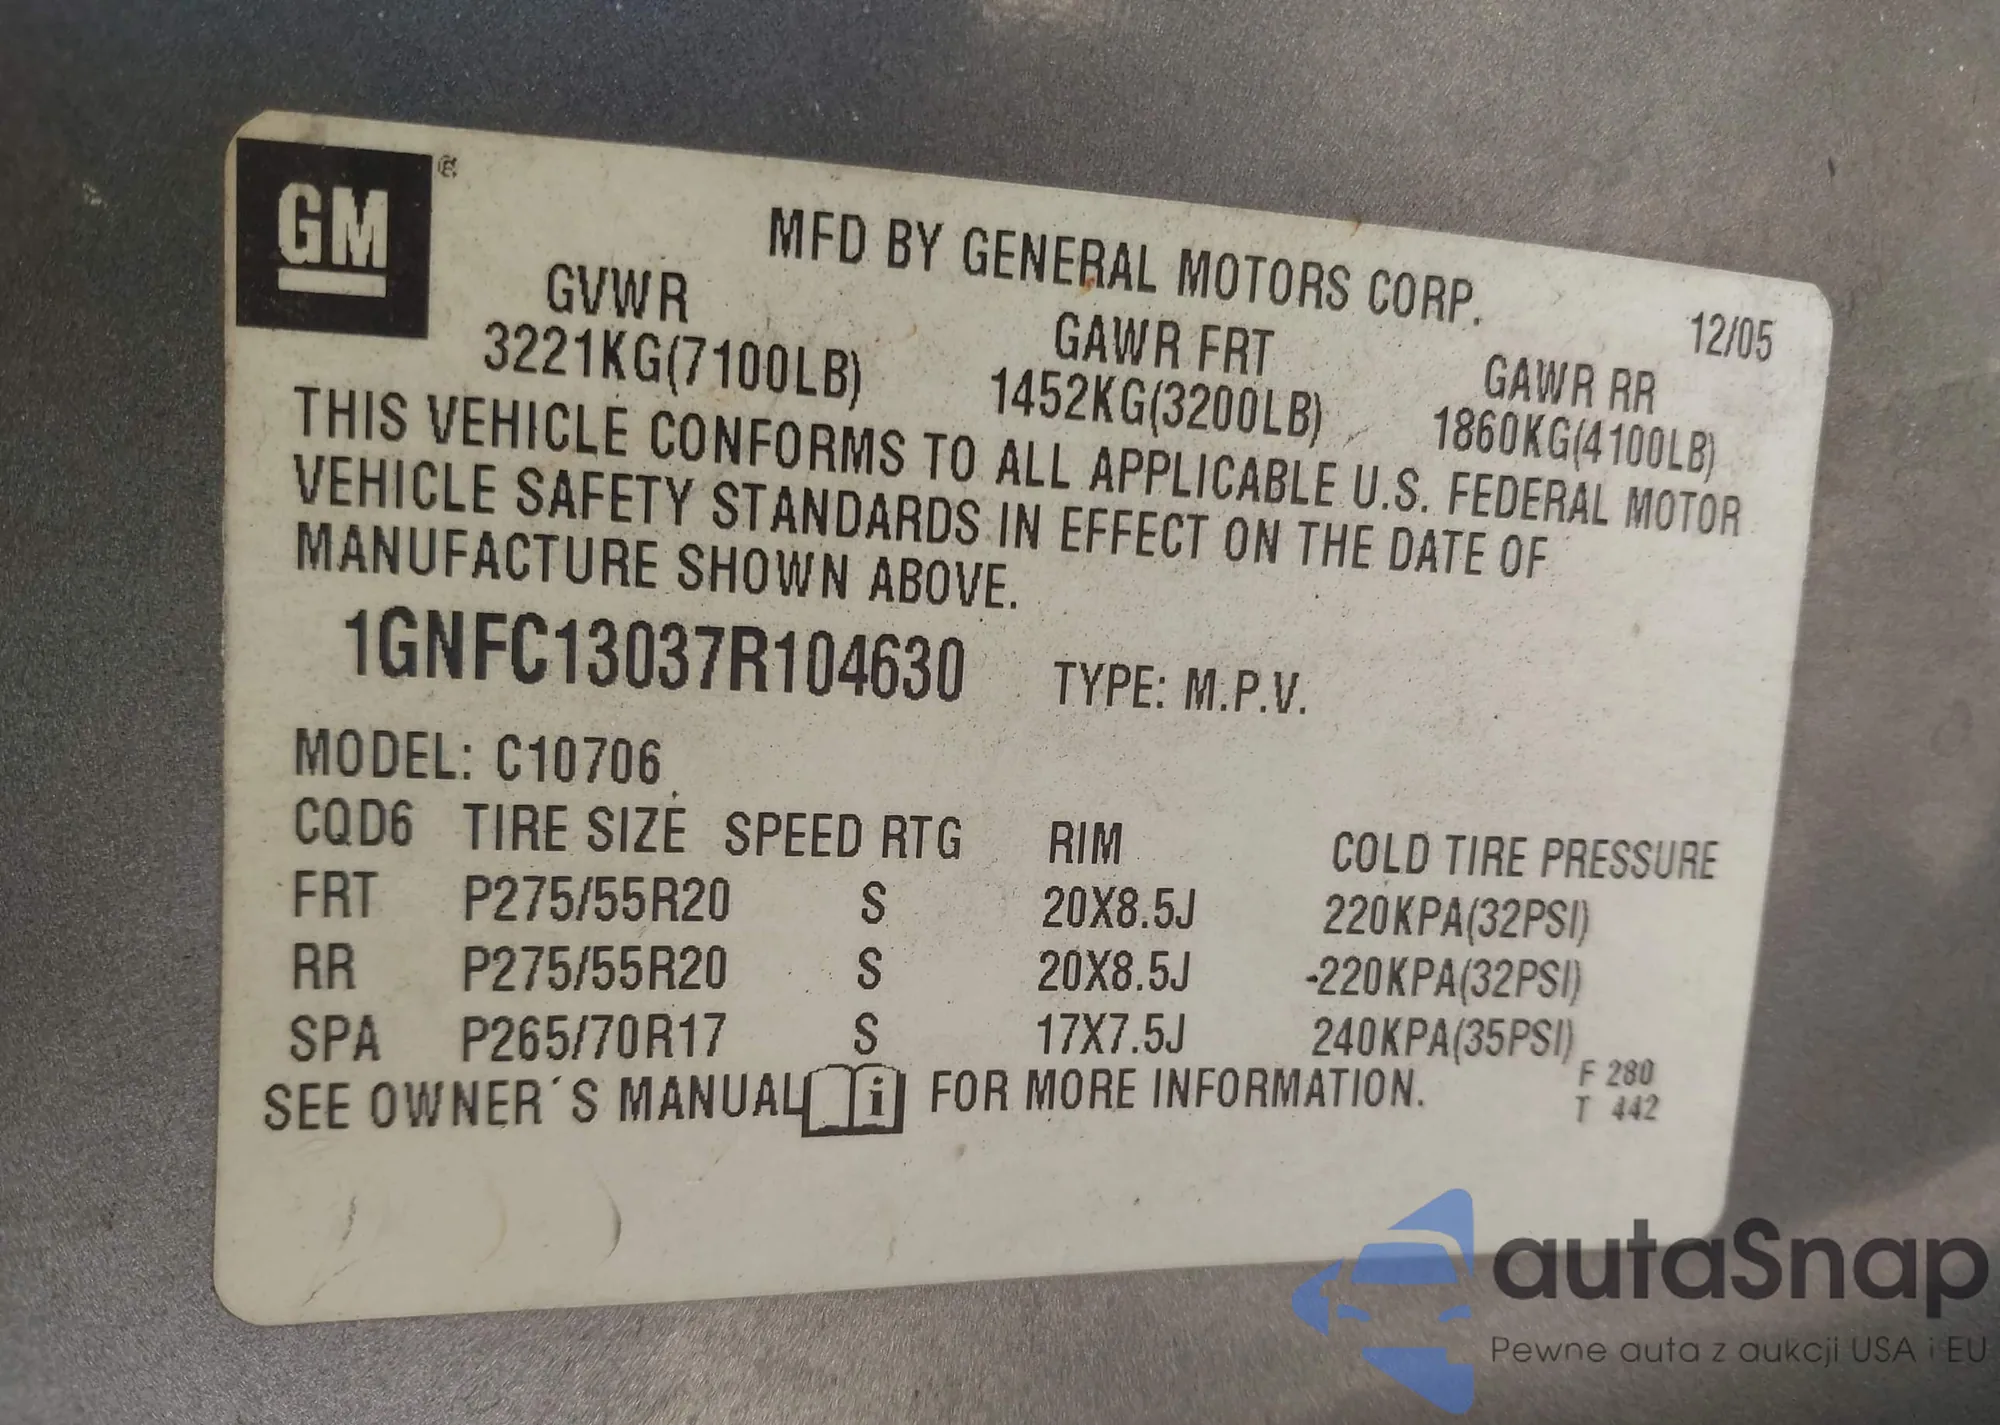 GM ®
MFD BY GENERAL MOTORS CORP.
12/05
GVWR GAWR FRT GAWR RR
3221KG(7100LB) 1452KG(3200LB) 1860KG(4100LB)
THIS VEHICLE CONFORMS TO ALL APPLICABLE U.S. FEDERAL MOTOR
VEHICLE SAFETY STANDARDS IN EFFECT ON THE DATE OF
MANUFACTURE SHOWN ABOVE.
1GNFC13037R104630 TYPE: M.P.V.
MODEL: C10706
CQD6 TIRE SIZE SPEED RTG RIM COLD TIRE PRESSURE
FRT P275/55R20 S 20X8.5J 220KPA(32PSI)
RR P275/55R20 S 20X8.5J -220KPA(32PSI)
SPA P265/70R17 S 17X7.5J 240KPA(35PSI)
SEE OWNER´S MANUAL i FOR MORE INFORMATION.
F 280
T 442
autaSnap
Pewne auta z aukcji USA i EU